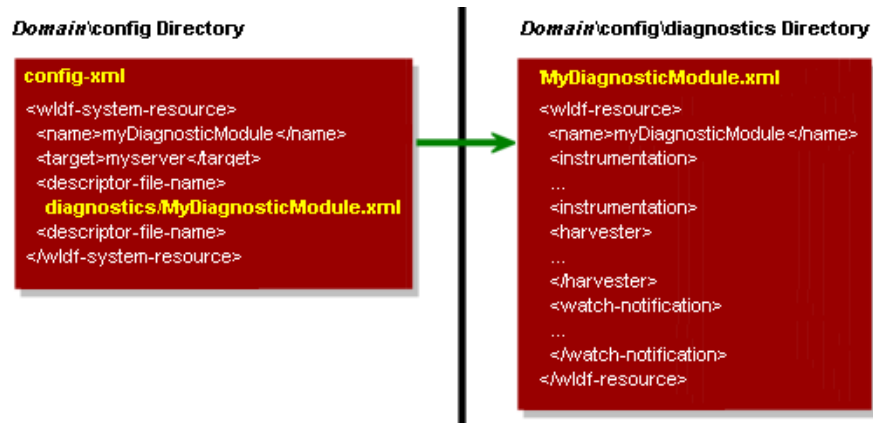 Domain\config Directory
config-xml
<wldf-system-resource>
<name>myDiagnosticModule</name>
<target>myserver</target>
<descriptor-file-name>
diagnostics/MyDiagnosticModule.xml
<descriptor-file-name>
</wldf-system-resource>
Domain\config\diagnostics Directory
MyDiagnosticModule.xml
<wldf-resource>
<name>myDiagnosticModule</name>
<instrumentation>
...
<instrumentation>
<harvester>
...
</harvester>
<watch-notification>
...
</watch-notification>
</wldf-resource>